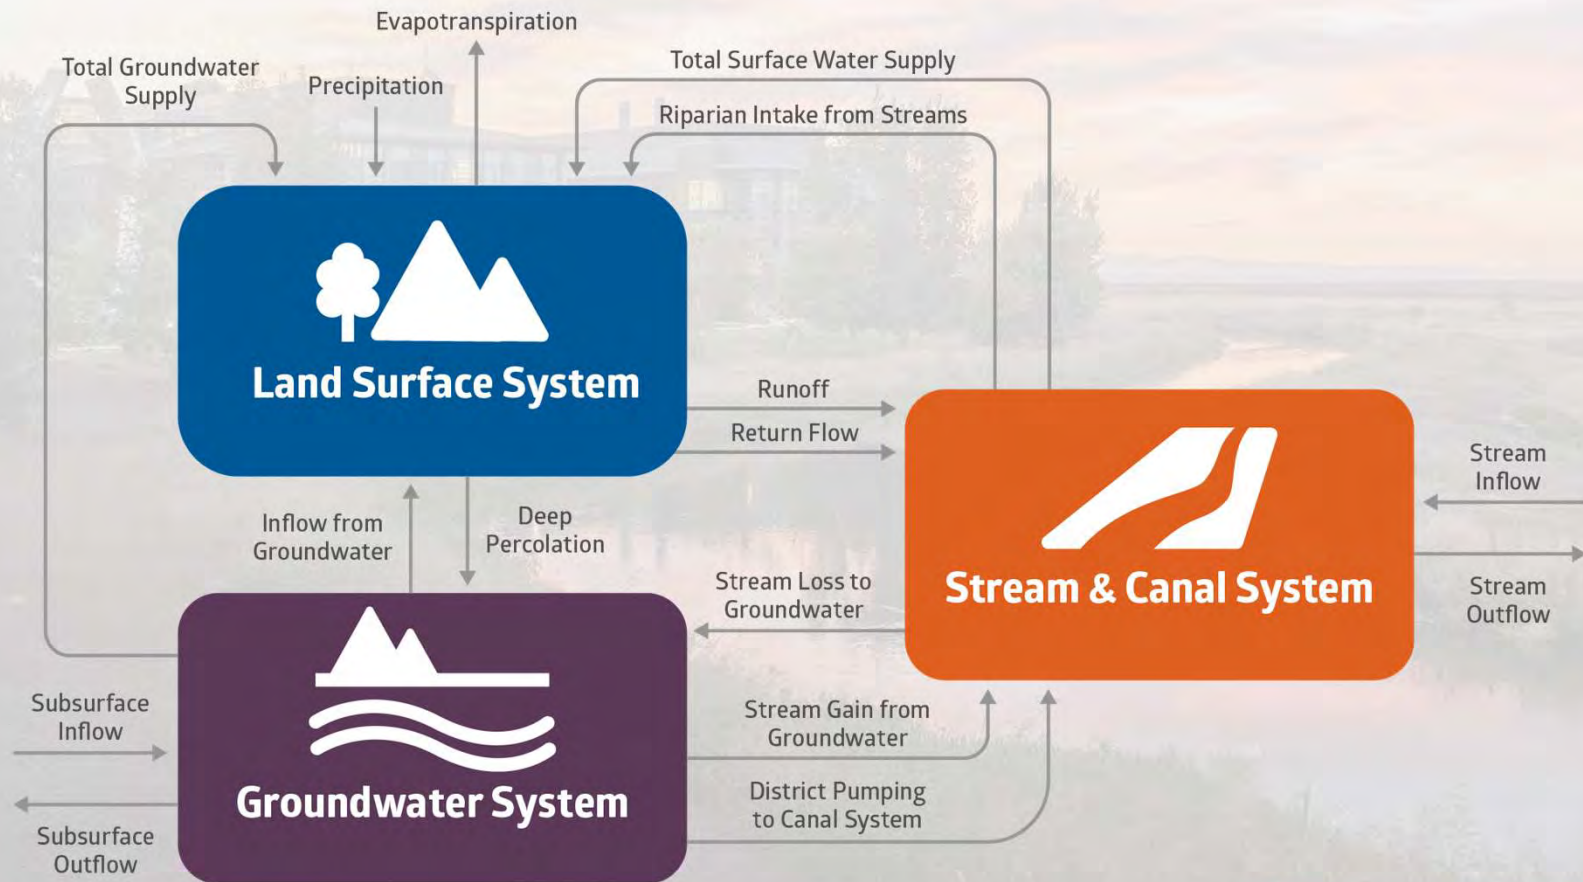 Evapotranspiration
Total Groundwater
Supply
Precipitation
Total Surface Water Supply
Riparian Intake from Streams
Land Surface System
Runoff
Return Flow
Inflow from
Groundwater
Deep
Percolation
Stream Loss to
Groundwater
Stream & Canal System
Stream
Inflow
Stream
Outflow
Subsurface
Inflow
Groundwater System
Subsurface
Outflow
Stream Gain from
Groundwater
District Pumping
to Canal System